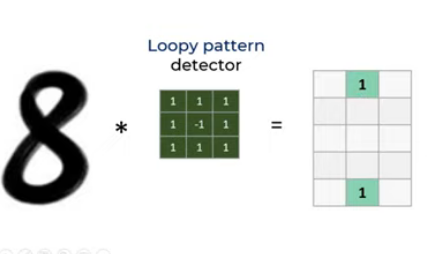 Loopy pattern
detector
8 * 1 1 1 =
1 -1 1
1 1 1
1
1